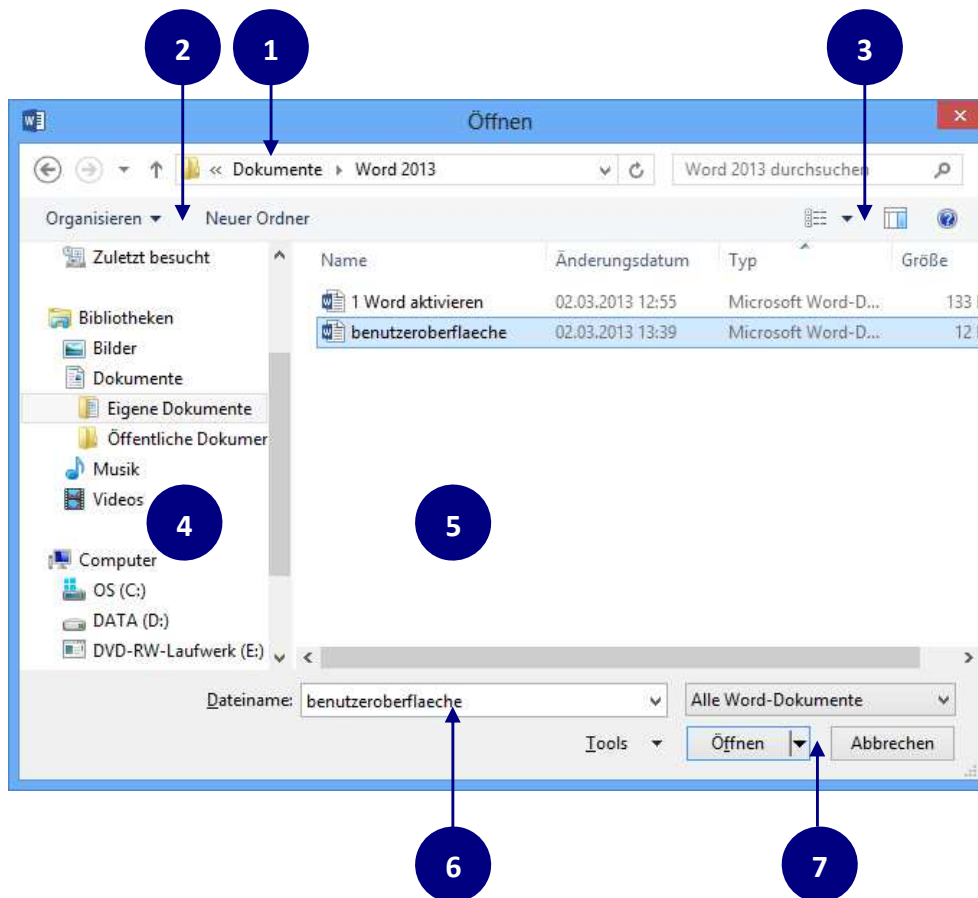 2 1 3
Öffnen
« Dokumente Word 2013 Word 2013 durchsuchen
Organisieren Neuer Ordner
Zuletzt besucht Name Änderungsdatum Typ Größe
1 Word aktivieren 02.03.2013 12:55 Microsoft Word-D... 133
Bibliotheken
benutzeroberflaeche 02.03.2013 13:39 Microsoft Word-D... 12
Bilder
Dokumente
Eigene Dokumente
Öffentliche Dokumer
Musik
Videos
4 5
Computer
OS (C:)
DATA (D:)
DVD-RW-Laufwerk (E:)
Dateiname: benutzeroberflaeche Alle Word-Dokumente
Tools Öffnen Abbrechen
6 7